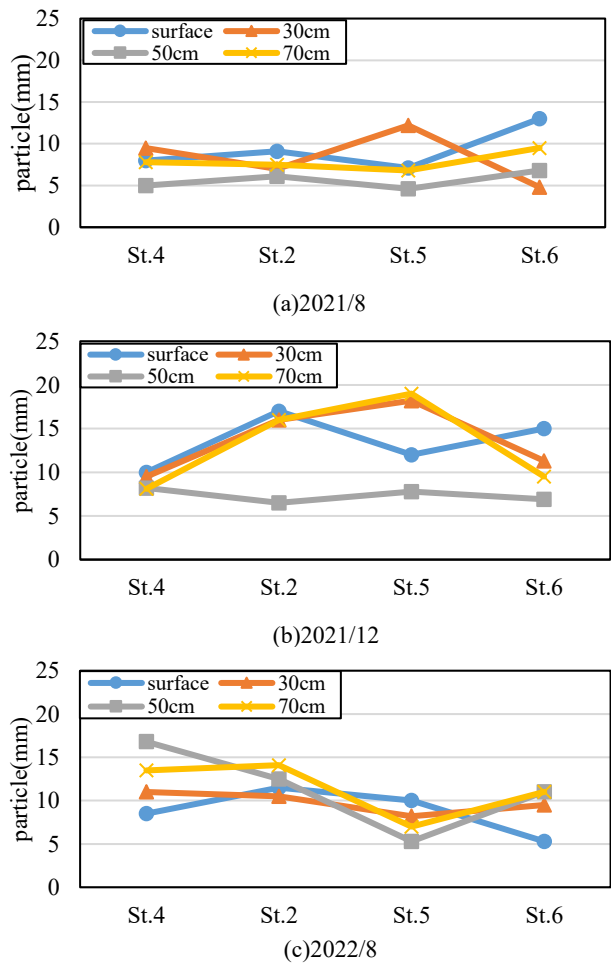 25
surface 30cm
50cm 70cm
20
15
10
5
0
particle(mm)
St.4 St.2 St.5 St.6
(a)2021/8
25
surface 30cm
50cm 70cm
20
15
10
5
0
particle(mm)
St.4 St.2 St.5 St.6
(b)2021/12
25
surface 30cm
50cm 70cm
20
15
10
5
0
particle(mm)
St.4 St.2 St.5 St.6
(c)2022/8